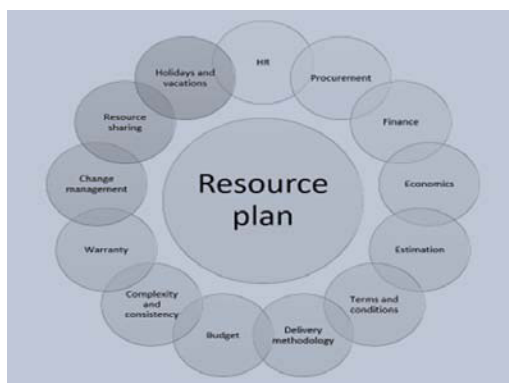 Resource
plan
HR
Procurement
Finance
Economics
Estimation
Terms and
conditions
Delivery
methodology
Budget
Complexity
and
consistency
Warranty
Change
management
Resource
sharing
Holidays and
vacations